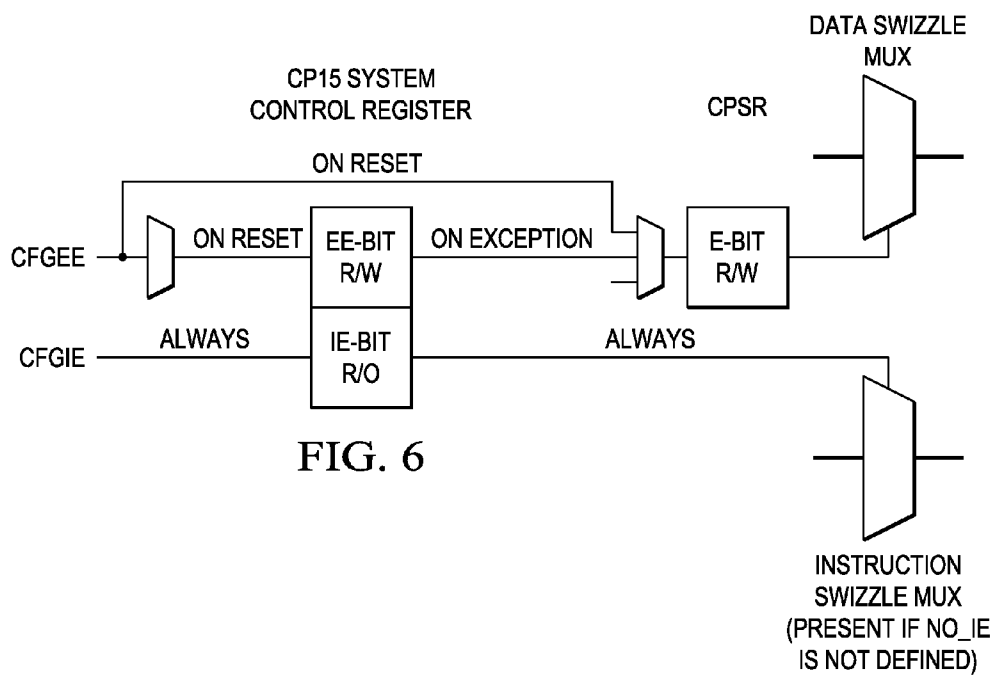 DATA SWIZZLE
MUX
CP15 SYSTEM
CONTROL REGISTER
CPSR
ON RESET
CFGEE
ON RESET
EE-BIT
R/W
ON EXCEPTION
E-BIT
R/W
CFGIE
ALWAYS
IE-BIT
R/O
ALWAYS
FIG. 6
INSTRUCTION
SWIZZLE MUX
(PRESENT IF NO_IE
IS NOT DEFINED)